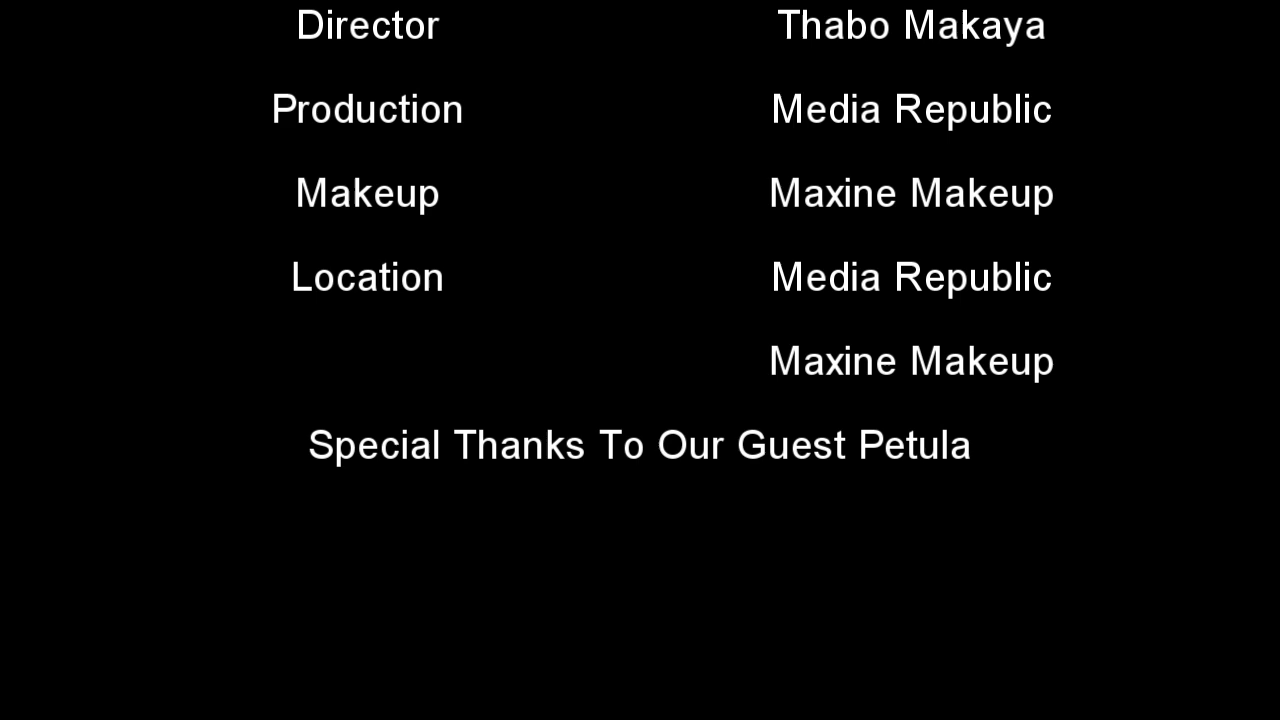 Director Thabo Makaya
Production Media Republic
Makeup Maxine Makeup
Location Media Republic
Maxine Makeup
Special Thanks To Our Guest Petula